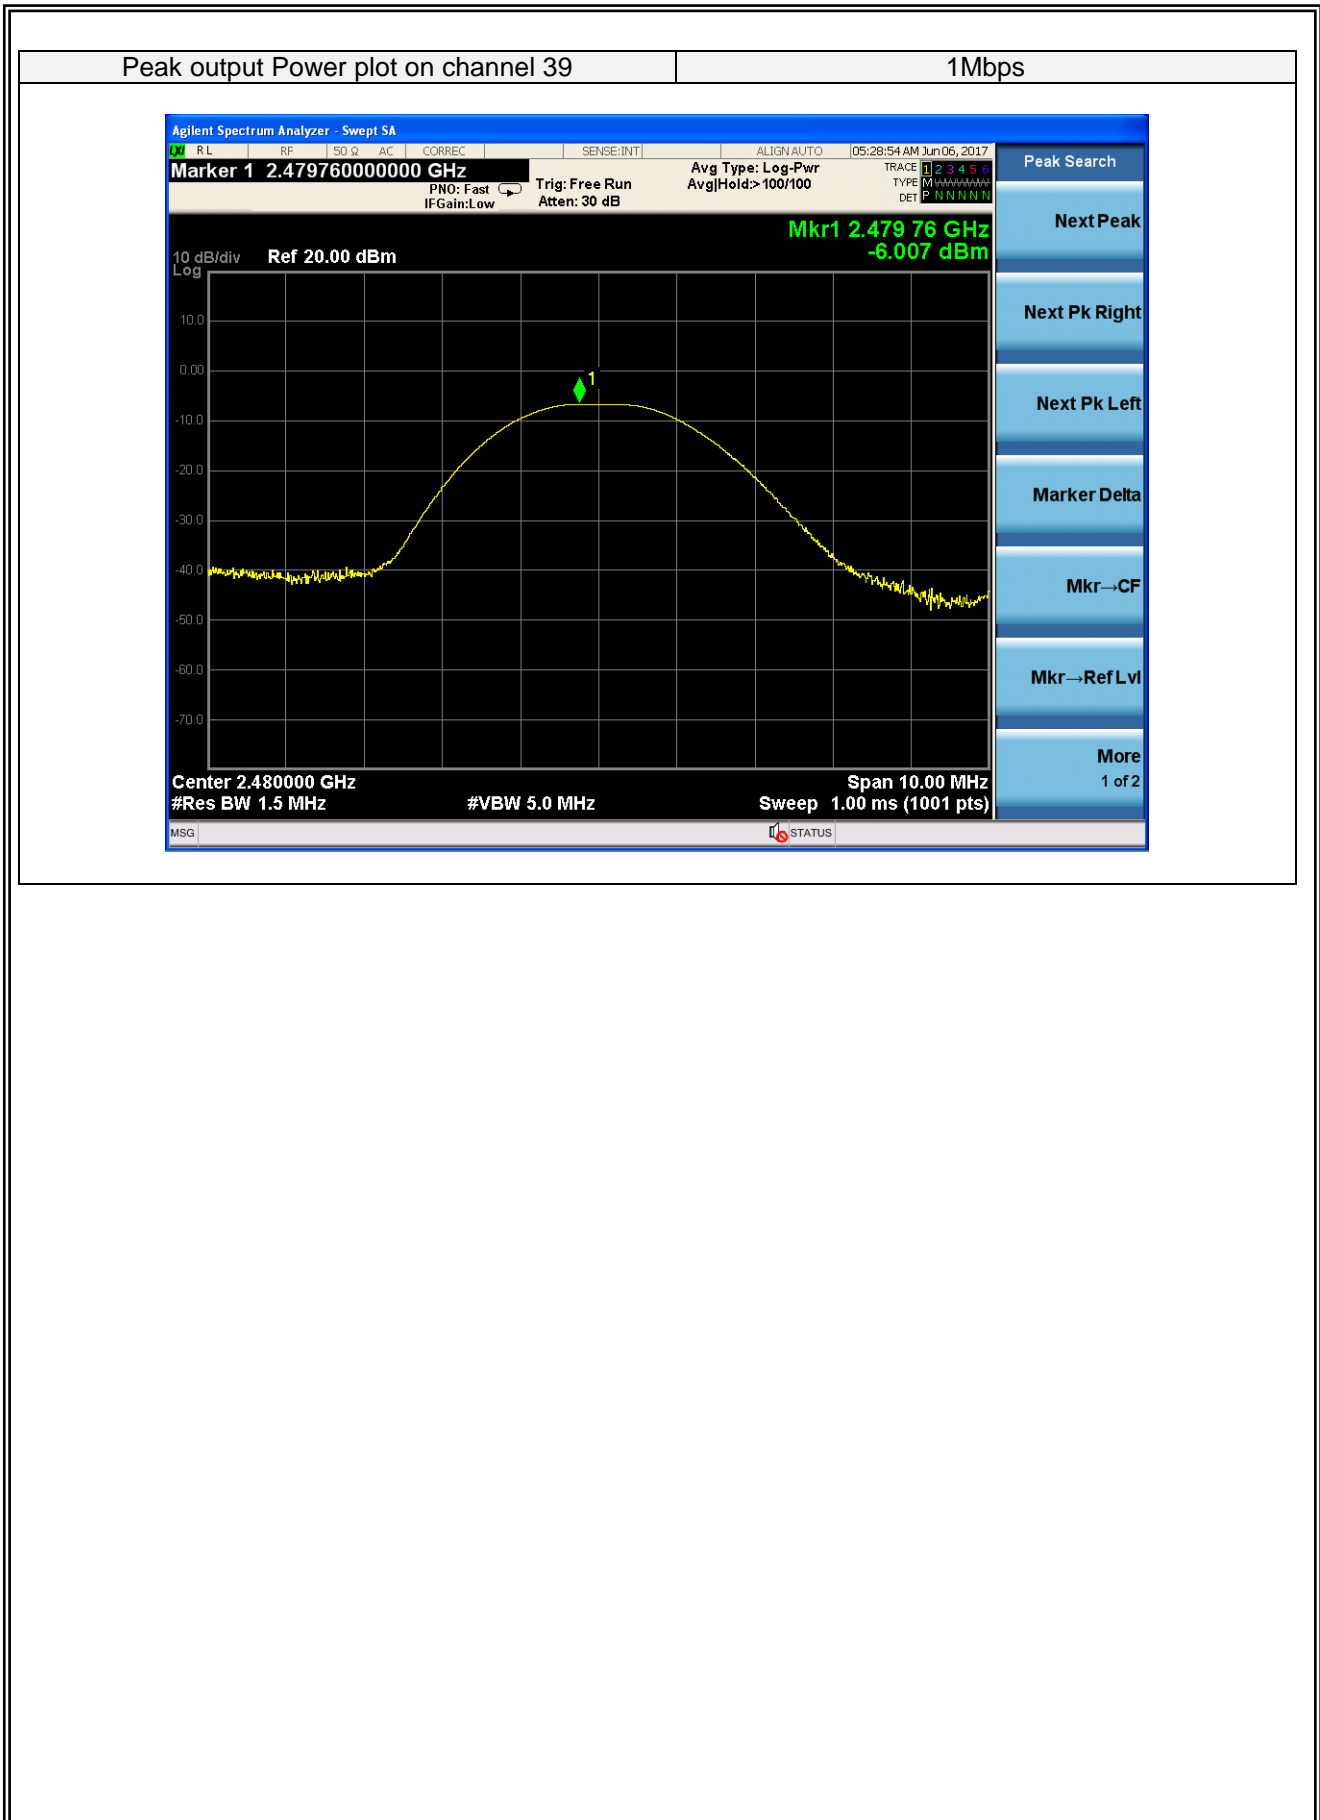 Peak output Power plot on channel 39 1Mbps
Agilent Spectrum Analyzer - Swept SA
LXI RL RF 50 Ω AC CORREC SENSE:INT ALIGN AUTO 05:28:54 AM Jun 06, 2017
Marker 1 2.479760000000 GHz
PNO: Fast
IFGain:Low
Trig: Free Run
Atten: 30 dB
Avg Type: Log-Pwr
Avg|Hold:>100/100
TRACE 1 2 3 4 5 6
TYPE M
DET P N N N N N
Peak Search
Mkr1 2.479 76 GHz
-6.007 dBm
10 dB/div Ref 20.00 dBm
Log
10.0
0.00
-10.0
-20.0
-30.0
-40.0
-50.0
-60.0
-70.0
1
Center 2.480000 GHz Span 10.00 MHz
#Res BW 1.5 MHz #VBW 5.0 MHz Sweep 1.00 ms (1001 pts)
MSG STATUS
Next Peak
Next Pk Right
Next Pk Left
Marker Delta
Mkr→CF
Mkr→Ref Lvl
More
1 of 2